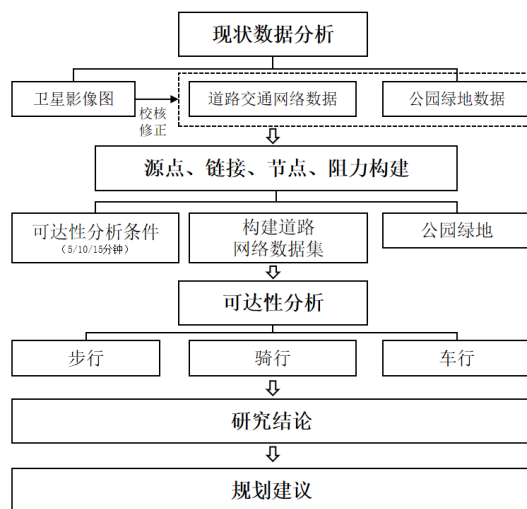 现状数据分析
卫星影像图
校核
修正
道路交通网络数据
公园绿地数据
源点、链接、节点、阻力构建
可达性分析条件
（5/10/15分钟）
构建道路
网络数据集
公园绿地
可达性分析
步行
骑行
车行
研究结论
规划建议